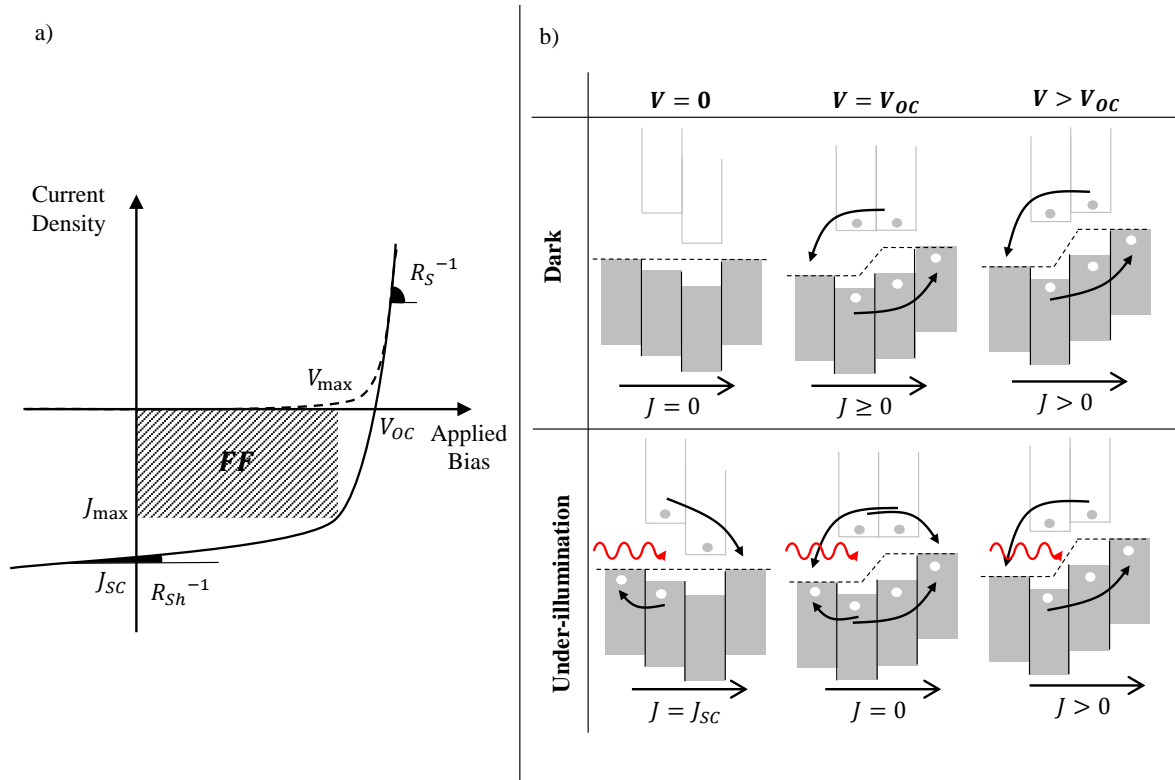 a)
Current
Density
R_S⁻¹
V_max
V_OC
Applied
Bias
FF
J_max
J_SC
R_Sh⁻¹
b)
V = 0
V = V_OC
V > V_OC
Dark
J = 0
J ≥ 0
J > 0
Under-illumination
J = J_SC
J = 0
J > 0